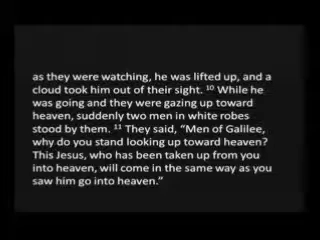 as they were watching, he was lifted up, and a
cloud took him out of their sight. ¹⁰ While he
was going and they were gazing up toward
heaven, suddenly two men in white robes
stood by them. ¹¹ They said, “Men of Galilee,
why do you stand looking up toward heaven?
This Jesus, who has been taken up from you
into heaven, will come in the same way as you
saw him go into heaven.”